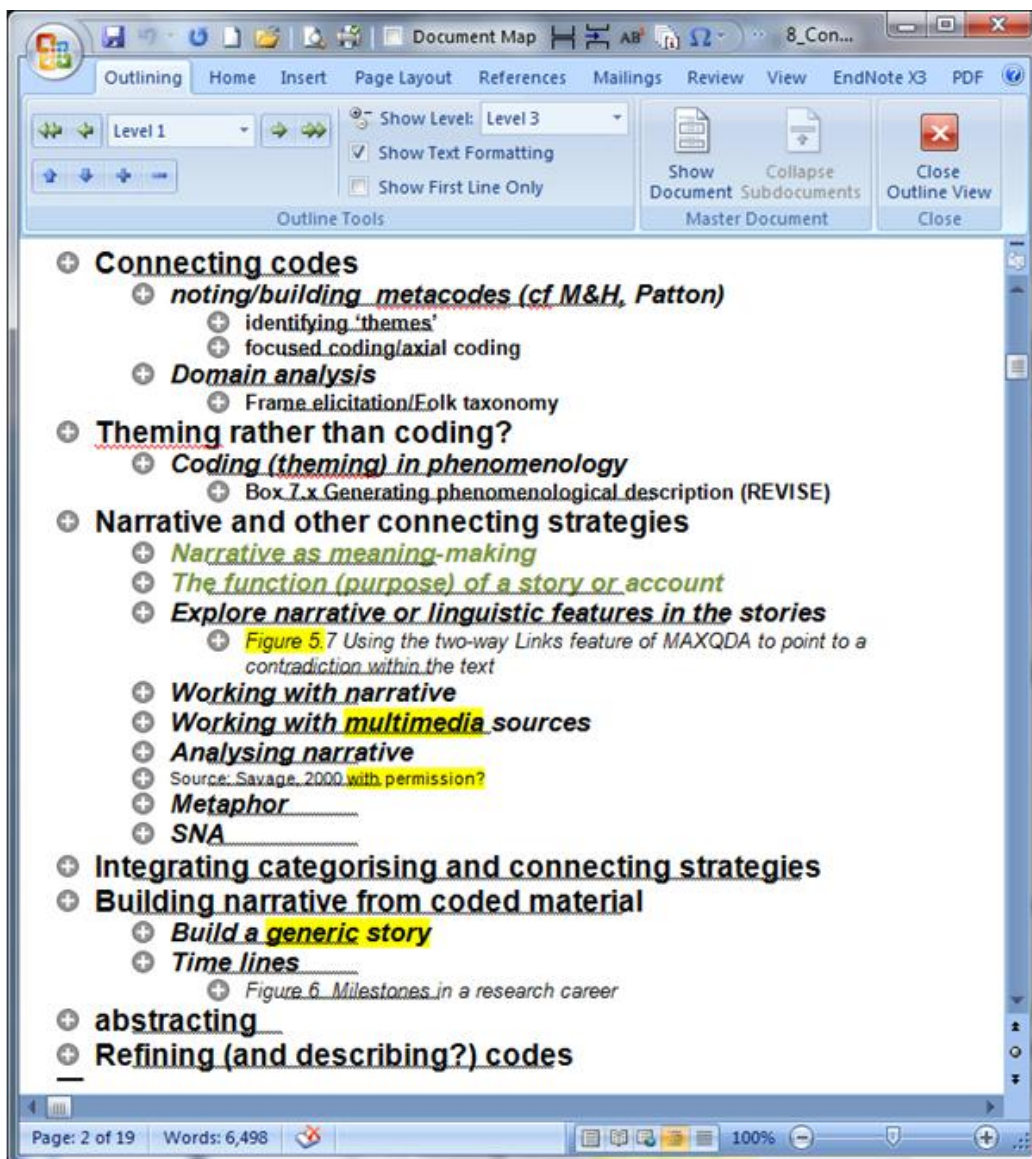 Document Map AB¹ Ω 8_Con...
Outlining Home Insert Page Layout References Mailings Review View EndNote X3 PDF
Level 1
Show Level: Level 3
Show Text Formatting
Show First Line Only
Show Document
Collapse Subdocuments
Close Outline View
Outline Tools Master Document Close
Connecting codes
noting/building metacodes (cf M&H, Patton)
identifying ‘themes’
focused coding/axial coding
Domain analysis
Frame elicitation/Folk taxonomy
Theming rather than coding?
Coding (theming) in phenomenology
Box 7.x Generating phenomenological description (REVISE)
Narrative and other connecting strategies
Narrative as meaning-making
The function (purpose) of a story or account
Explore narrative or linguistic features in the stories
Figure 5.7 Using the two-way Links feature of MAXQDA to point to a
contradiction within the text
Working with narrative
Working with multimedia sources
Analysing narrative
Source: Savage, 2000 with permission?
Metaphor
SNA
Integrating categorising and connecting strategies
Building narrative from coded material
Build a generic story
Time lines
Figure 6 Milestones in a research career
abstracting
Refining (and describing?) codes
Page: 2 of 19 Words: 6,498 100%